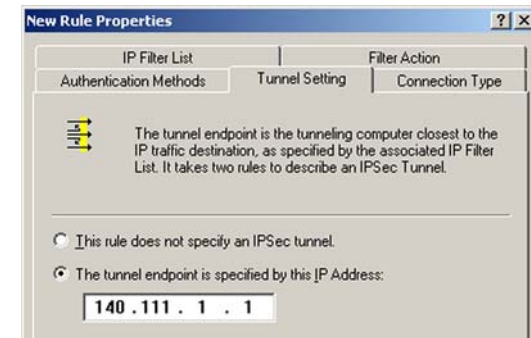 New Rule Properties
IP Filter List Filter Action
Authentication Methods Tunnel Setting Connection Type
The tunnel endpoint is the tunneling computer closest to the
IP traffic destination, as specified by the associated IP Filter
List. It takes two rules to describe an IPSec Tunnel.
This rule does not specify an IPSec tunnel.
The tunnel endpoint is specified by this IP Address:
140 . 111 . 1 . 1